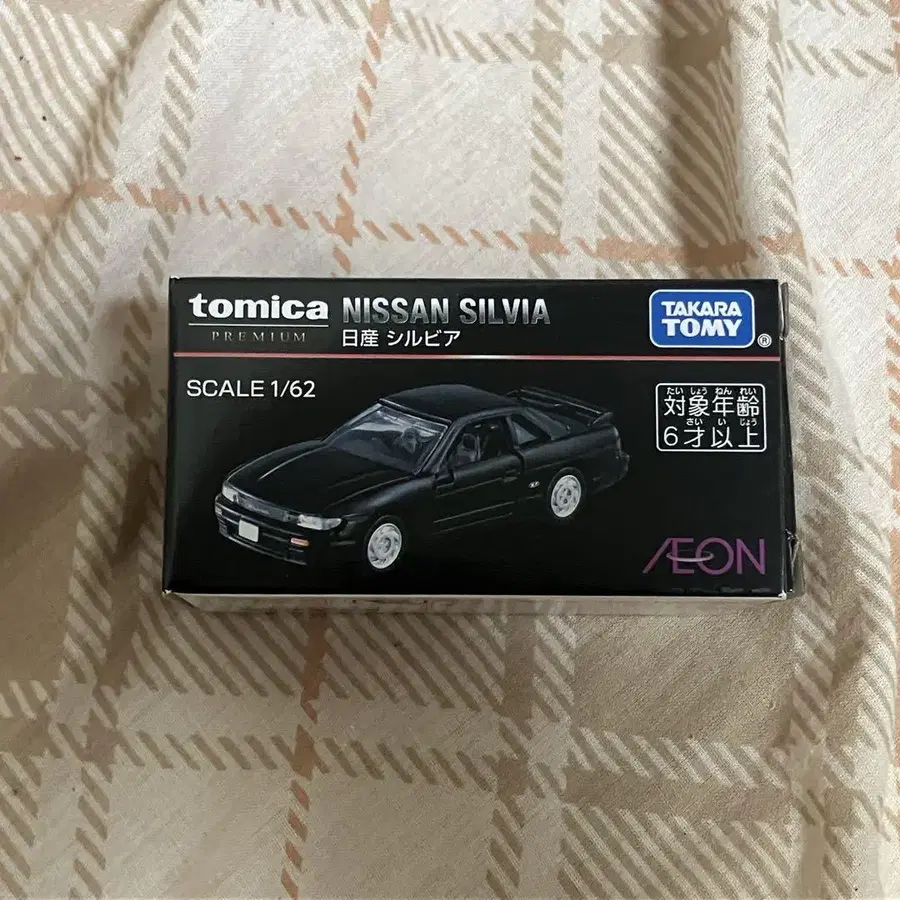 tomica
PREMIUM
NISSAN SILVIA
日産 シルビア
TAKARA
TOMY
®
SCALE 1/62
たい しょう ねん れい
対象年齢
さい い じょう
6才以上
ÆON